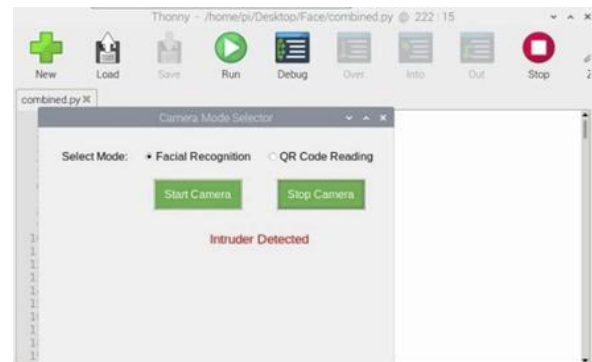 Thonny - /home/pi/Desktop/Face/combined.py @ 222:15
New Load Save Run Debug Over Into Out Stop
combined.py
Camera Mode Selector
Select Mode: Facial Recognition QR Code Reading
Start Camera Stop Camera
Intruder Detected